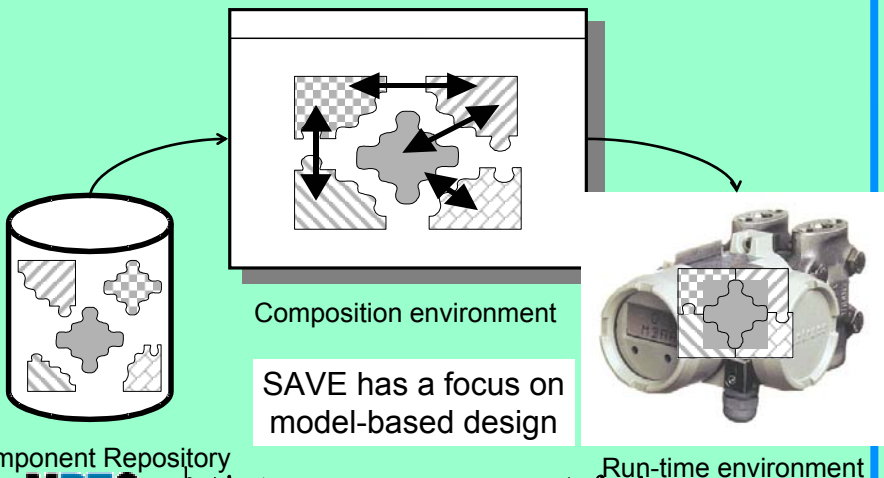 Composition environment
SAVE has a focus on
model-based design
mponent Repository
Run-time environment